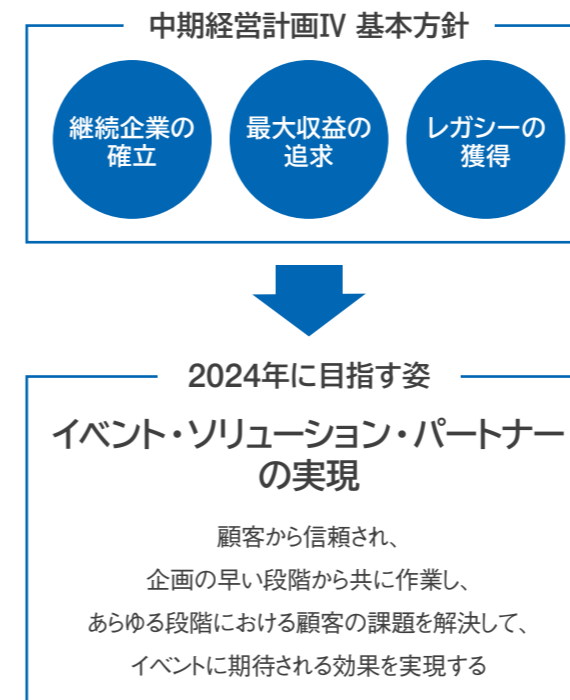 中期経営計画Ⅳ 基本方針
継続企業の
確立
最大収益の
追求
レガシーの
獲得
2024年に目指す姿
イベント・ソリューション・パートナー
の実現
顧客から信頼され、
企画の早い段階から共に作業し、
あらゆる段階における顧客の課題を解決して、
イベントに期待される効果を実現する